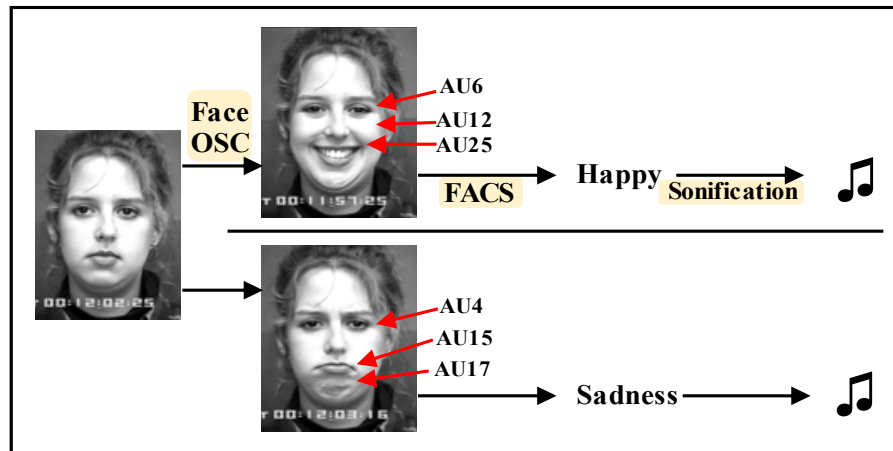 Face
OSC
AU6
AU12
AU25
FACS
Happy
Sonification
00:11:57:25
00:12:02:25
AU4
AU15
AU17
00:12:03:16
Sadness